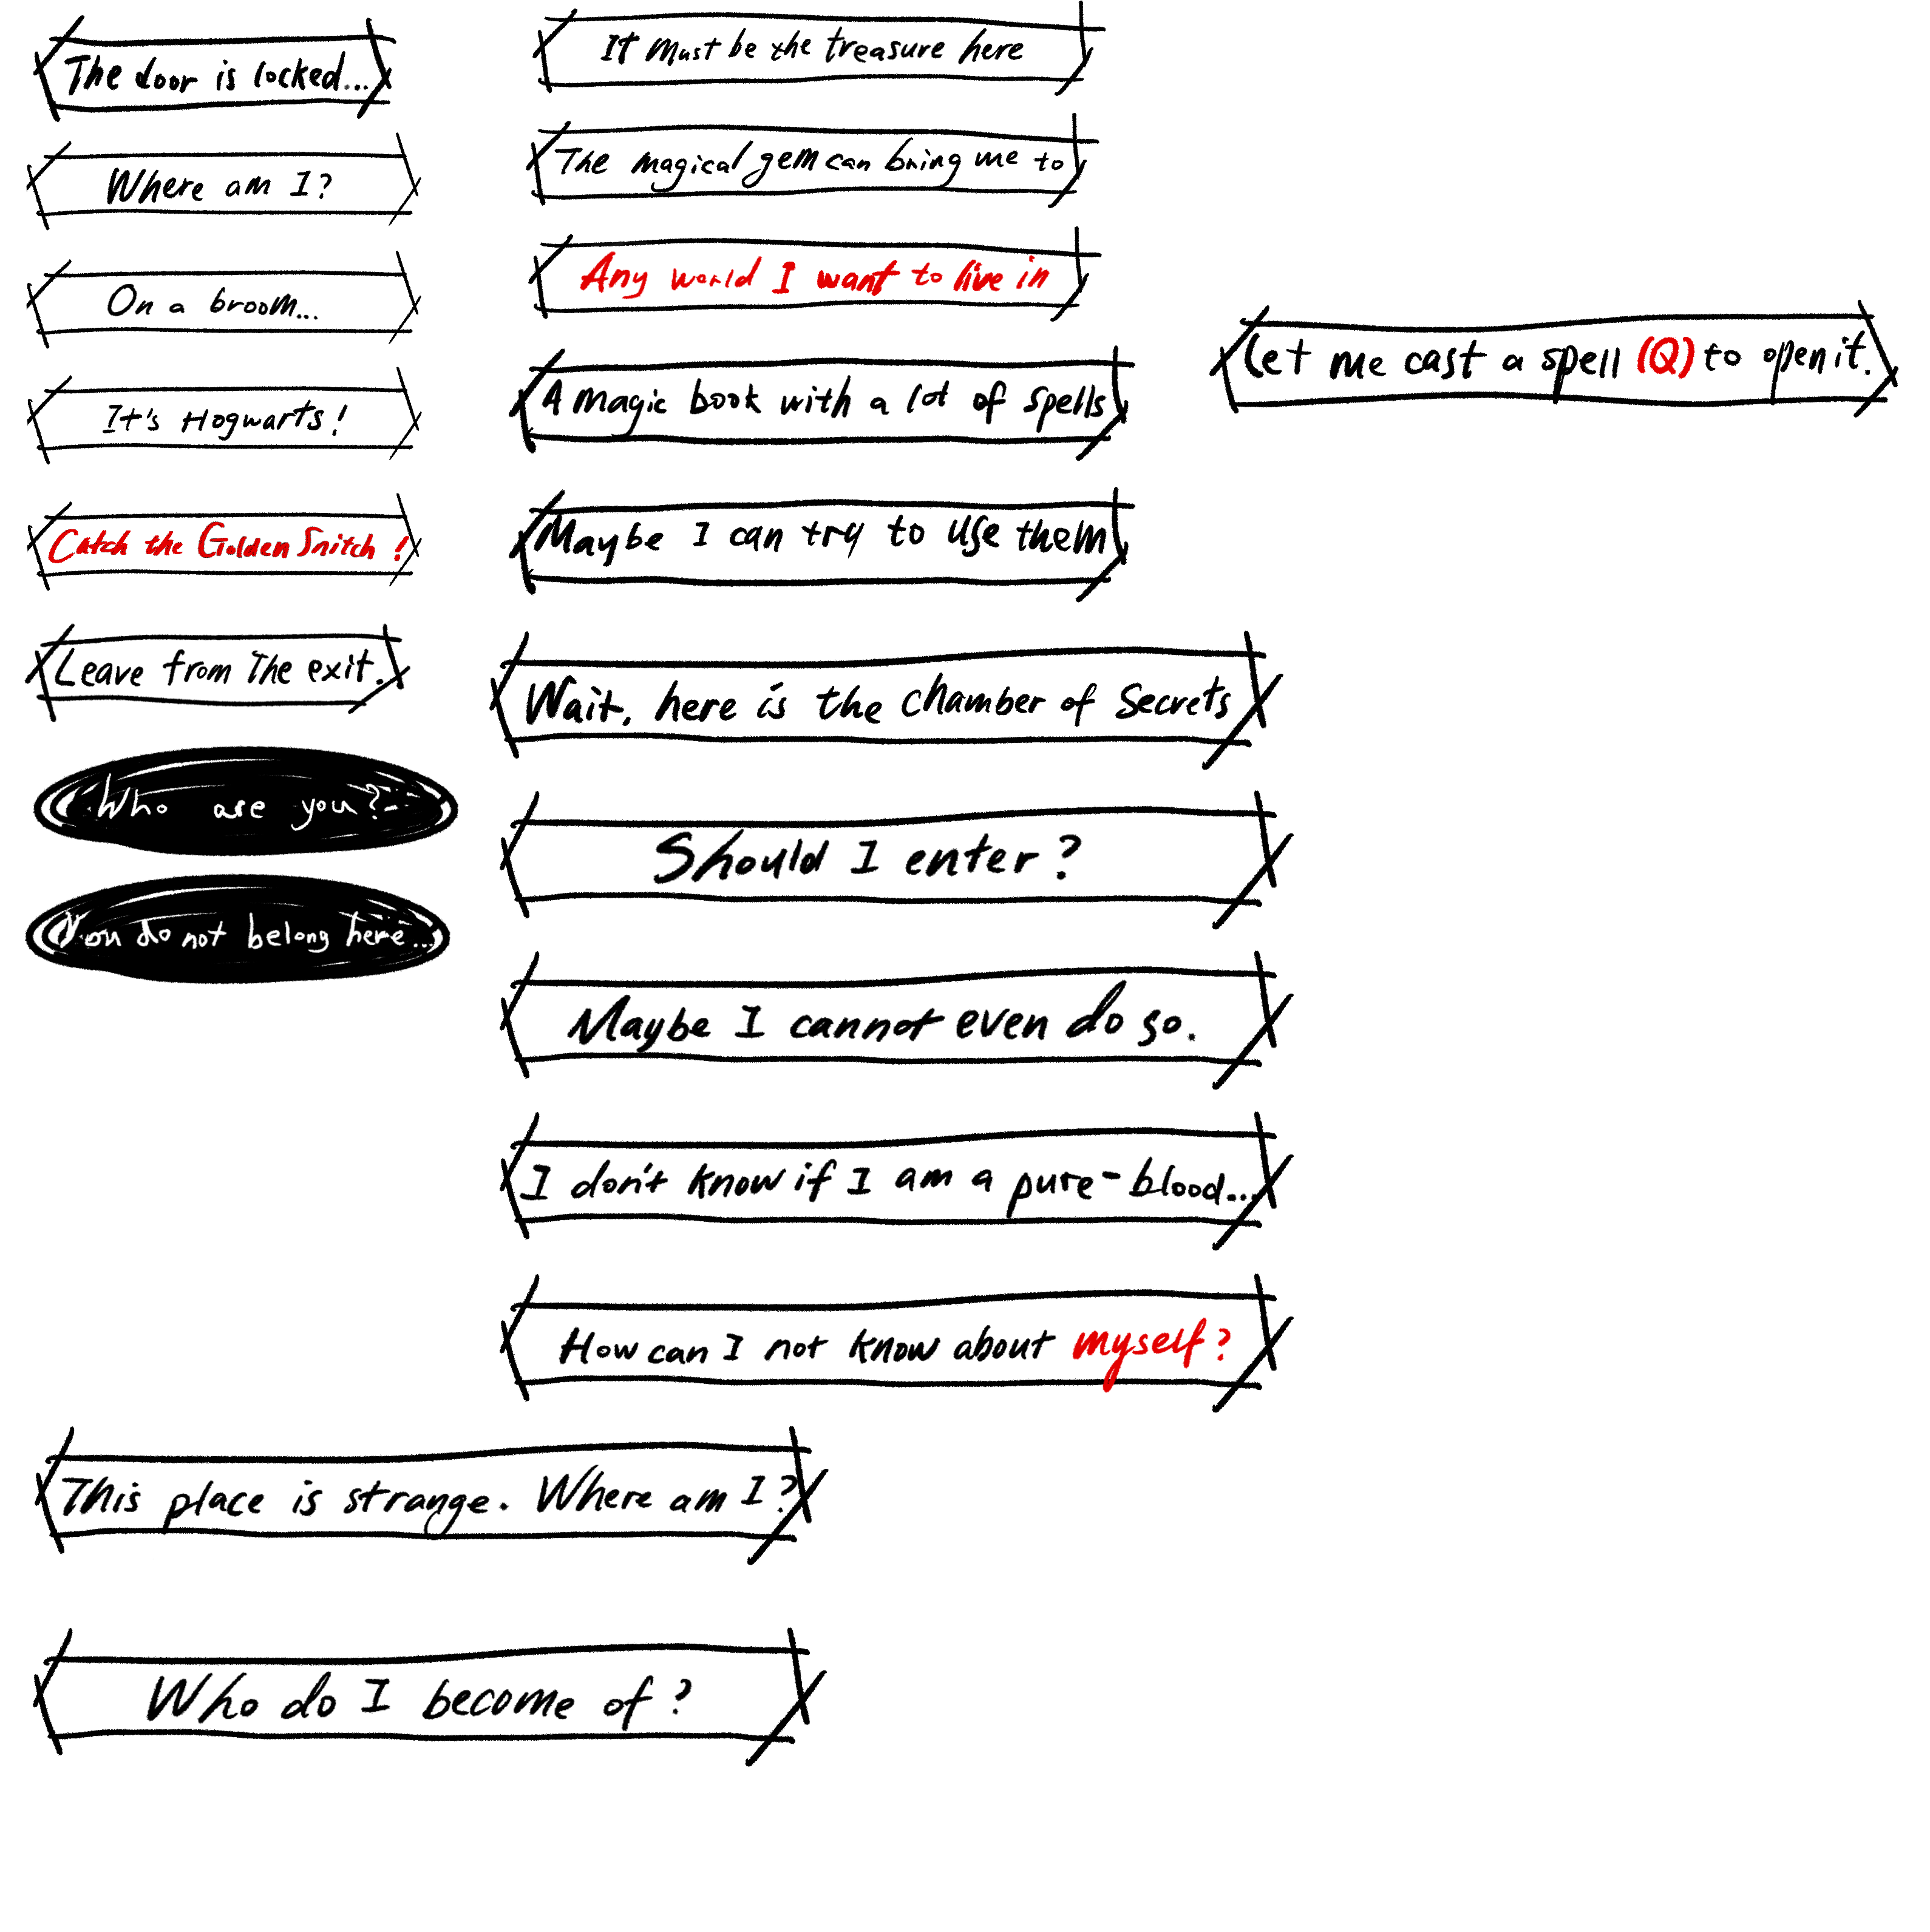 The door is locked...
Where am I?
On a broom...
It's Hogwarts!
Catch the Golden Snitch!
Leave from The exit.
Who are you?
You do not belong here...
It Must be the treasure here
The magical gem can bring me to
Any world I want to live in
A magic book with a lot of spells
Maybe I can try to use them
Wait, here is the chamber of Secrets
Should I enter?
Maybe I cannot even do so.
I don't know if I am a pure-blood...
How can I not know about myself?
Let me cast a spell (Q) to open it.
This place is strange. Where am I?
Who do I become of?